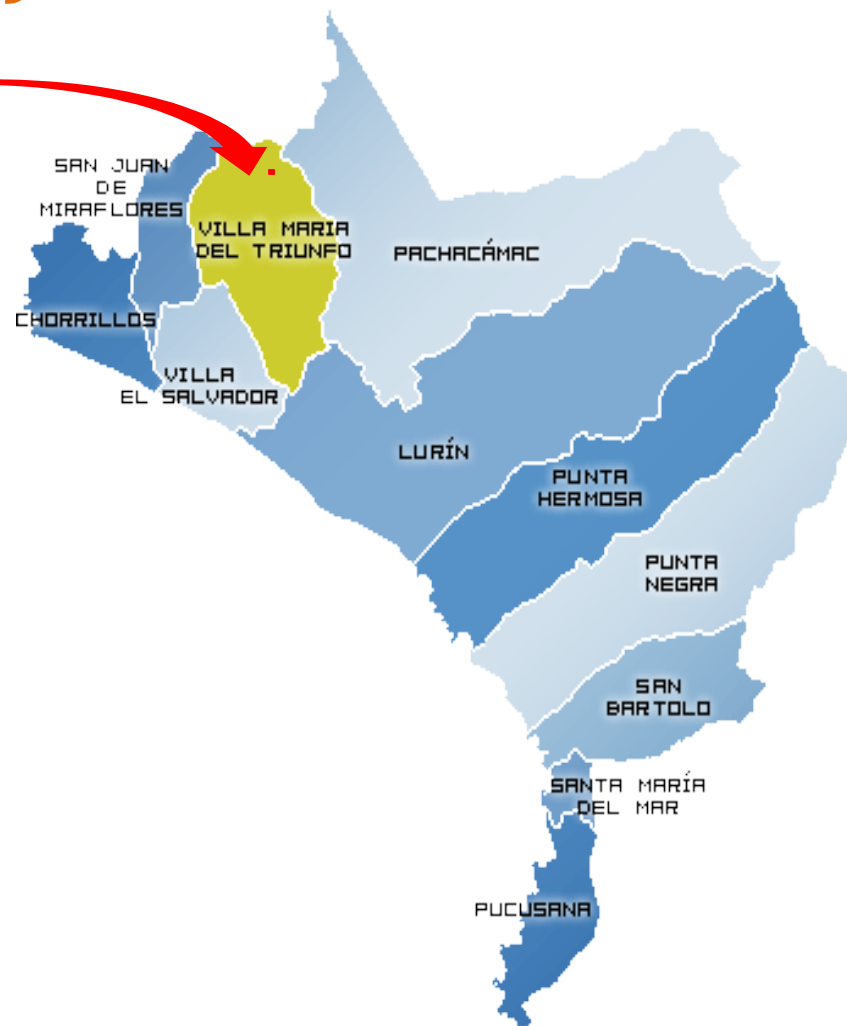 SAN JUAN
DE
MIRAFLORES
VILLA MARIA
DEL TRIUNFO
PACHACÁMAC
CHORRILLOS
VILLA
EL SALVADOR
LURÍN
PUNTA
HERMOSA
PUNTA
NEGRA
SAN
BARTOLO
SANTA MARÍA
DEL MAR
PUCUSANA